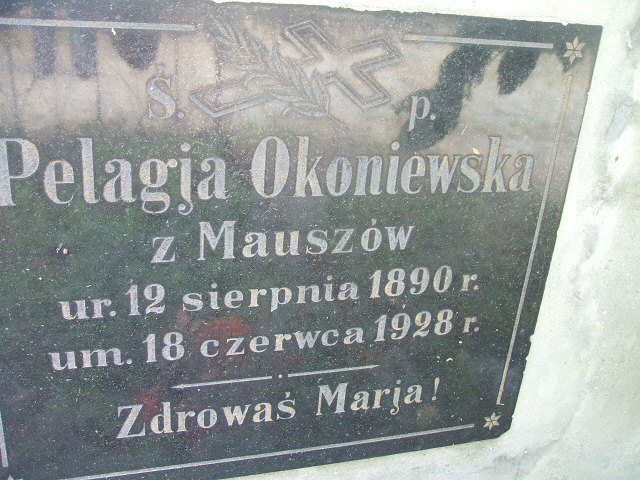 Ś. p.
Pelagja Okoniewska
z Mauszów
ur. 12 sierpnia 1890 r.
um. 18 czerwca 1928 r.
Zdrowaś Marja!